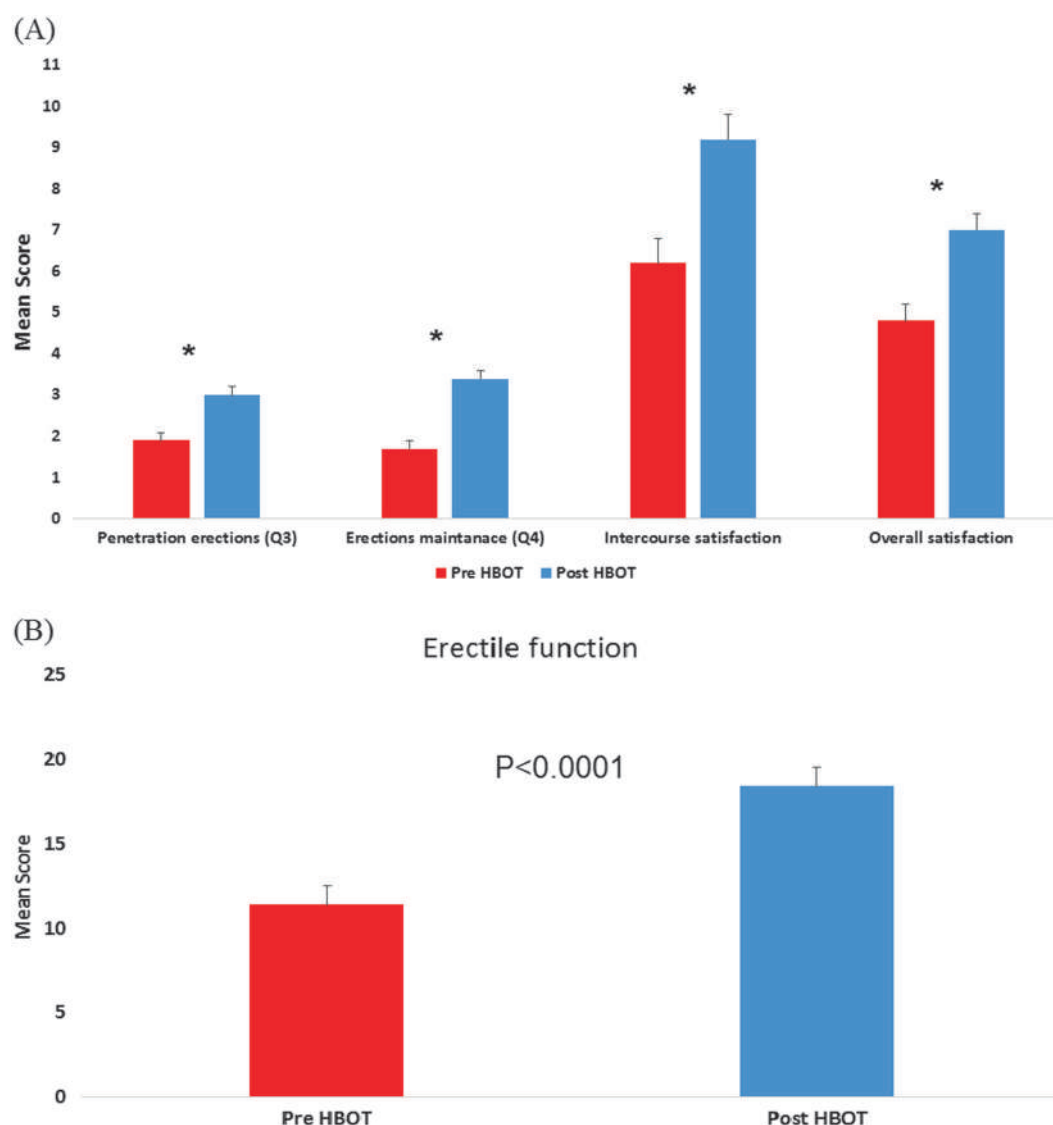 (A)
11
10
9
8
7
6
5
4
3
2
1
0
Mean Score
*
*
*
*
Penetration erections (Q3)
Erections maintanace (Q4)
Intercourse satisfaction
Overall satisfaction
Pre HBOT
Post HBOT
(B)
Erectile function
25
20
15
10
5
0
Mean Score
P<0.0001
Pre HBOT
Post HBOT